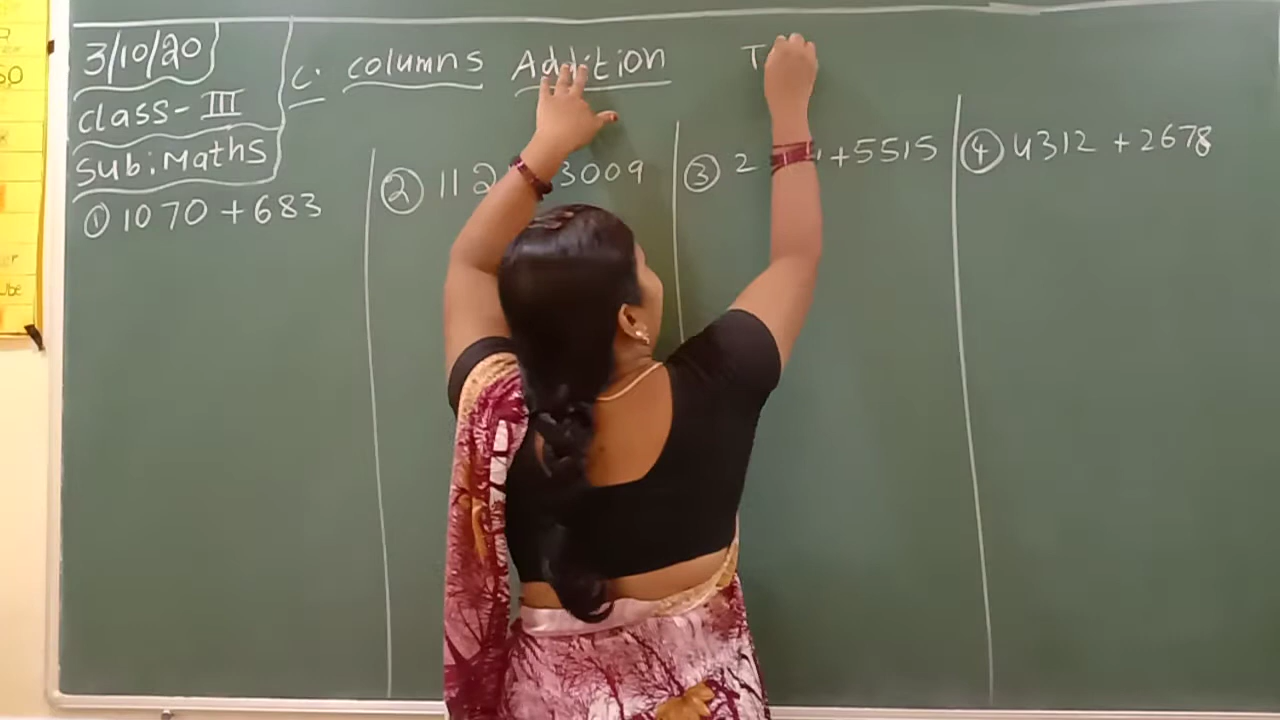 3/10/20
class- III
Sub: Maths
C. columns Addition T
① 1070 + 683
② 112 3009
③ 2 +5515
④ 4312 + 2678